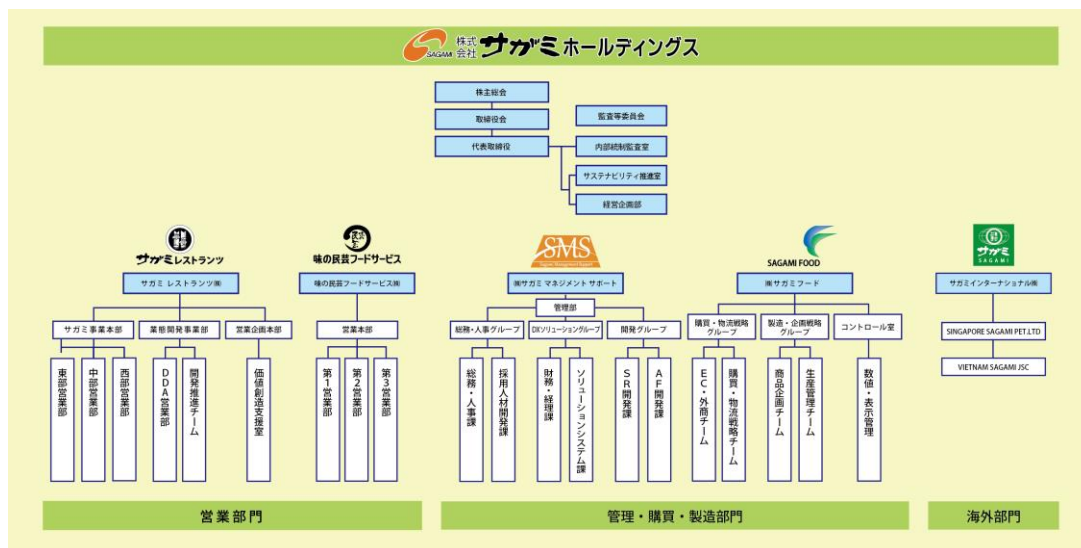 SAGAMI 株式会社 サガミホールディングス
株主総会
取締役会
代表取締役
監査等委員会
内部統制監査室
サステナビリティ推進室
経営企画部
サガミレストランツ
サガミ レストランツ㈱
サガミ事業本部
業態開発事業部
営業企画本部
東部営業部
中部営業部
西部営業部
DDA営業部
開発推進チーム
価値創造支援室
味の民芸フードサービス
味の民芸フードサービス㈱
営業本部
第1営業部
第2営業部
第3営業部
SMS
Sagami Management Support
㈱サガミ マネジメント サポート
管理部
総務・人事グループ
DXソリューショングループ
開発グループ
総務・人事課
採用人材開発課
財務・経理課
ソリューションシステム課
SR開発課
AF開発課
SAGAMI FOOD
㈱サガミフード
購買・物流戦略
グループ
製造・企画戦略
グループ
コントロール室
EC・外商チーム
購買・物流戦略チーム
商品企画チーム
生産管理チーム
数値・表示管理
サガミ
SAGAMI
サガミインターナショナル㈱
SINGAPORE SAGAMI PET.LTD
VIETNAM SAGAMI JSC
営業部門
管理・購買・製造部門
海外部門